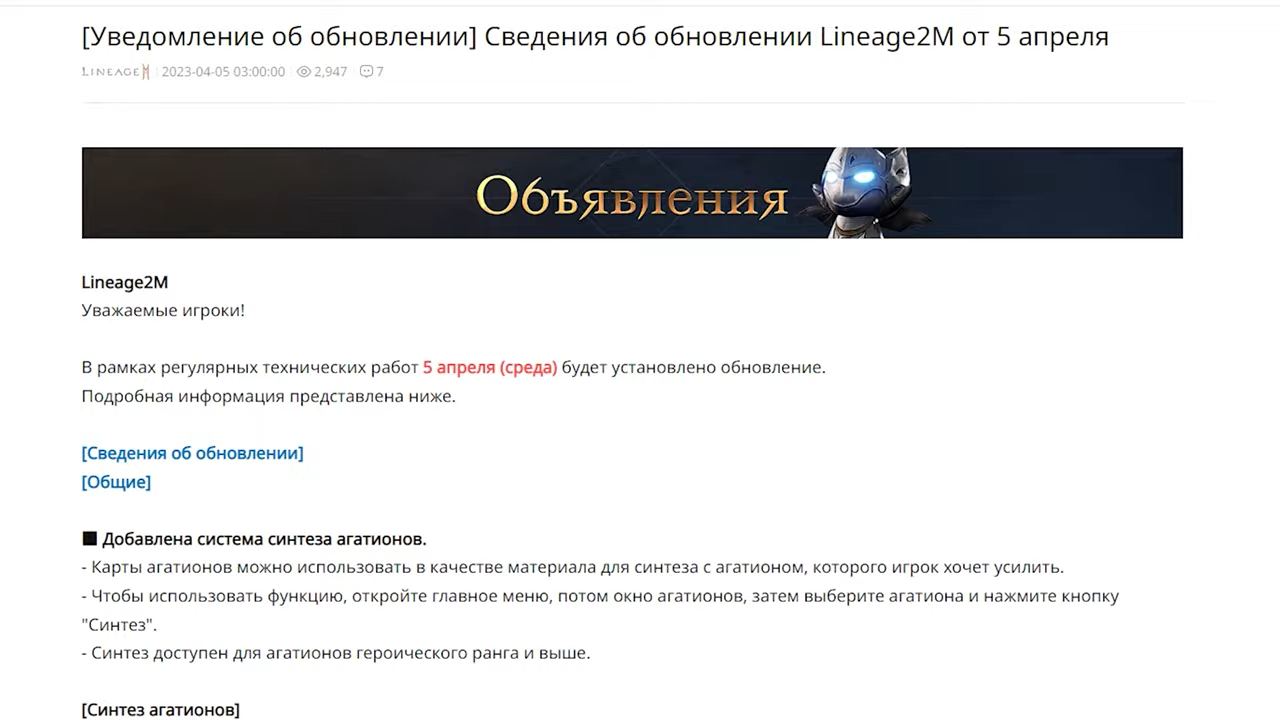 [Уведомление об обновлении] Сведения об обновлении Lineage2M от 5 апреля
LINEAGE M 2023-04-05 03:00:00 2,947 7
Объявления
Lineage2M
Уважаемые игроки!
В рамках регулярных технических работ 5 апреля (среда) будет установлено обновление.
Подробная информация представлена ниже.
[Сведения об обновлении]
[Общие]
■ Добавлена система синтеза агатионов.
- Карты агатионов можно использовать в качестве материала для синтеза с агатионом, которого игрок хочет усилить.
- Чтобы использовать функцию, откройте главное меню, потом окно агатионов, затем выберите агатиона и нажмите кнопку
"Синтез".
- Синтез доступен для агатионов героического ранга и выше.
[Синтез агатионов]